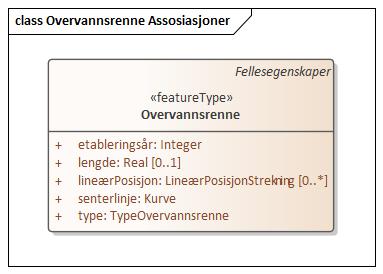 class Overvannsrenne Assosiasjoner
Fellesegenskaper
«featureType»
Overvannsrenne
+ etableringsår: Integer
+ lengde: Real [0..1]
+ lineærPosisjon: LineærPosisjonStrekning [0..*]
+ senterlinje: Kurve
+ type: TypeOvervannsrenne